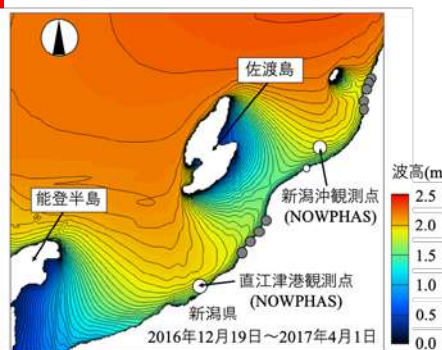 佐渡島
能登半島
新潟沖観測点
(NOWPHAS)
直江津港観測点
(NOWPHAS)
新潟県
2016年12月19日～2017年4月1日
波高(m
2.5
2.0
1.5
1.0
0.5
0.0